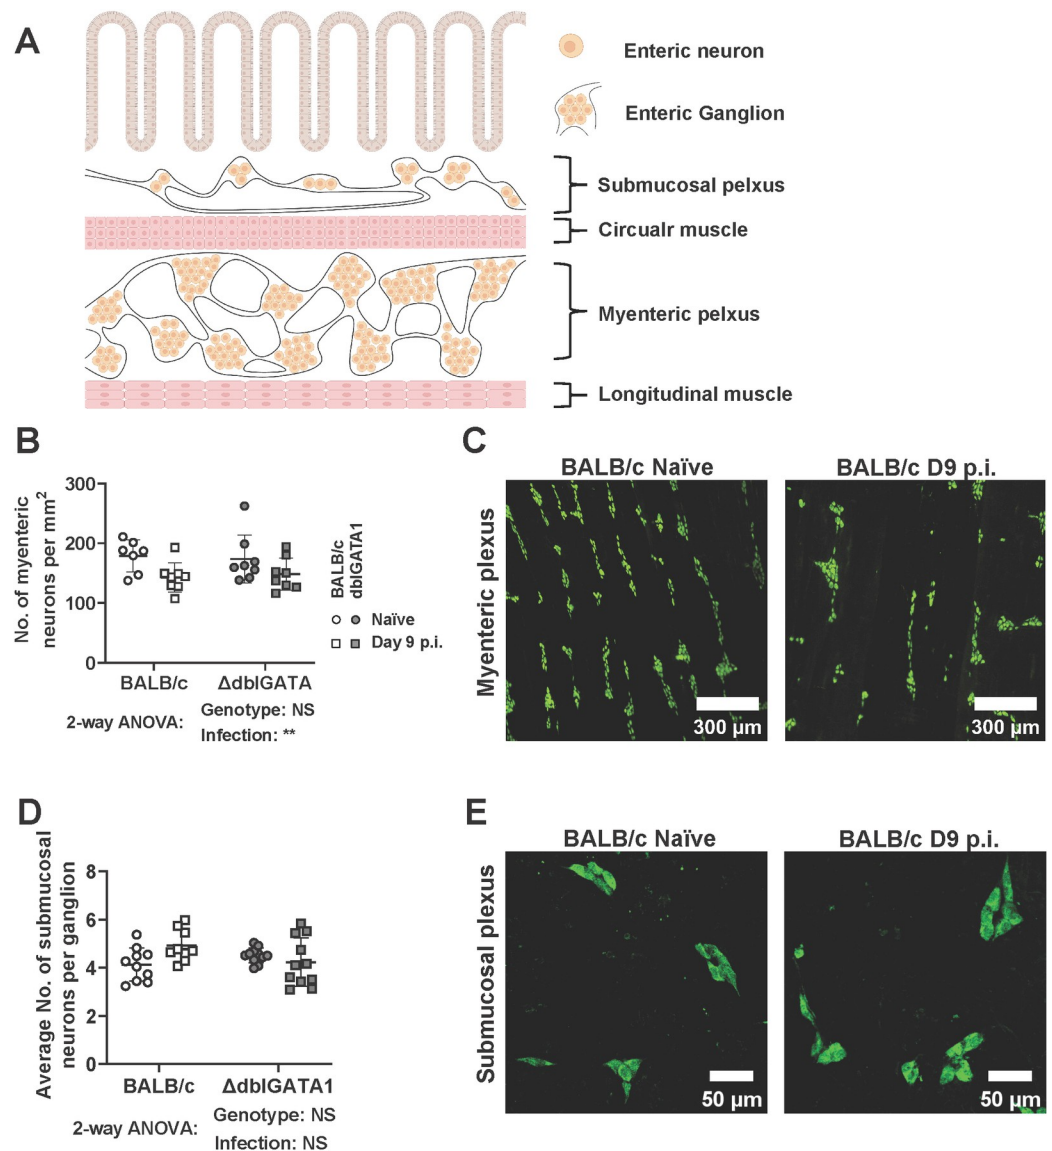 A
Enteric neuron
Enteric Ganglion
Submucosal pelxus
Circualr muscle
Myenteric pelxus
Longitudinal muscle
B
No. of myenteric
neurons per mm2
300
200
100
0
BALB/c
ΔdblGATA
BALB/c
dblGATA1
Naïve
Day 9 p.i.
2-way ANOVA:
Genotype: NS
Infection: **
C
BALB/c Naïve
BALB/c D9 p.i.
Myenteric plexus
300 µm
300 µm
D
Average No. of submucosal
neurons per ganglion
8
6
4
2
0
BALB/c
ΔdblGATA1
2-way ANOVA:
Genotype: NS
Infection: NS
E
BALB/c Naïve
BALB/c D9 p.i.
Submucosal plexus
50 µm
50 µm